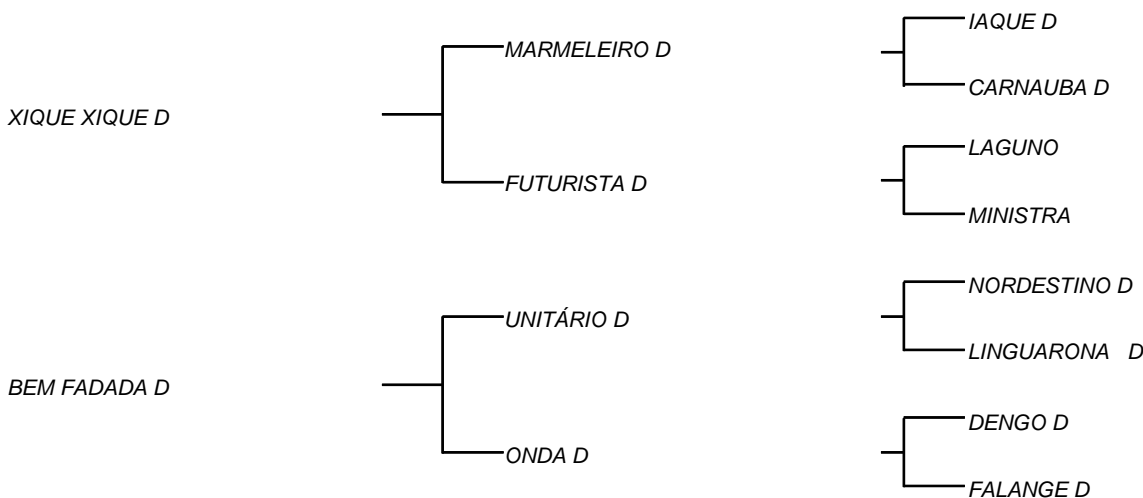 IAQUE D
MARMELEIRO D
CARNAUBA D
XIQUE XIQUE D
LAGUNO
FUTURISTA D
MINISTRA
NORDESTINO D
UNITÁRIO D
LINGUARONA D
BEM FADADA D
DENGO D
ONDA D
FALANGE D